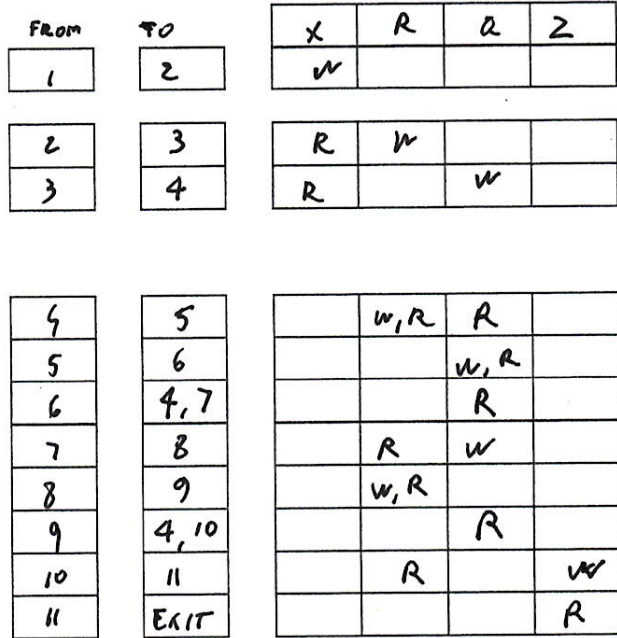 FROM TO X R Q Z
1 2 W
2 3 R W
3 4 R W
4 5 W,R R
5 6 W,R
6 4,7 R
7 8 R W
8 9 W,R
9 4,10 R
10 11 R W
11 EXIT R